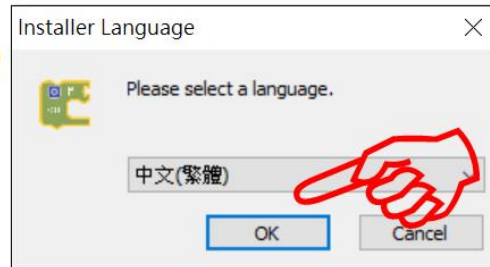 Installer Language
Please select a language.
中文(繁體)
OK
Cancel